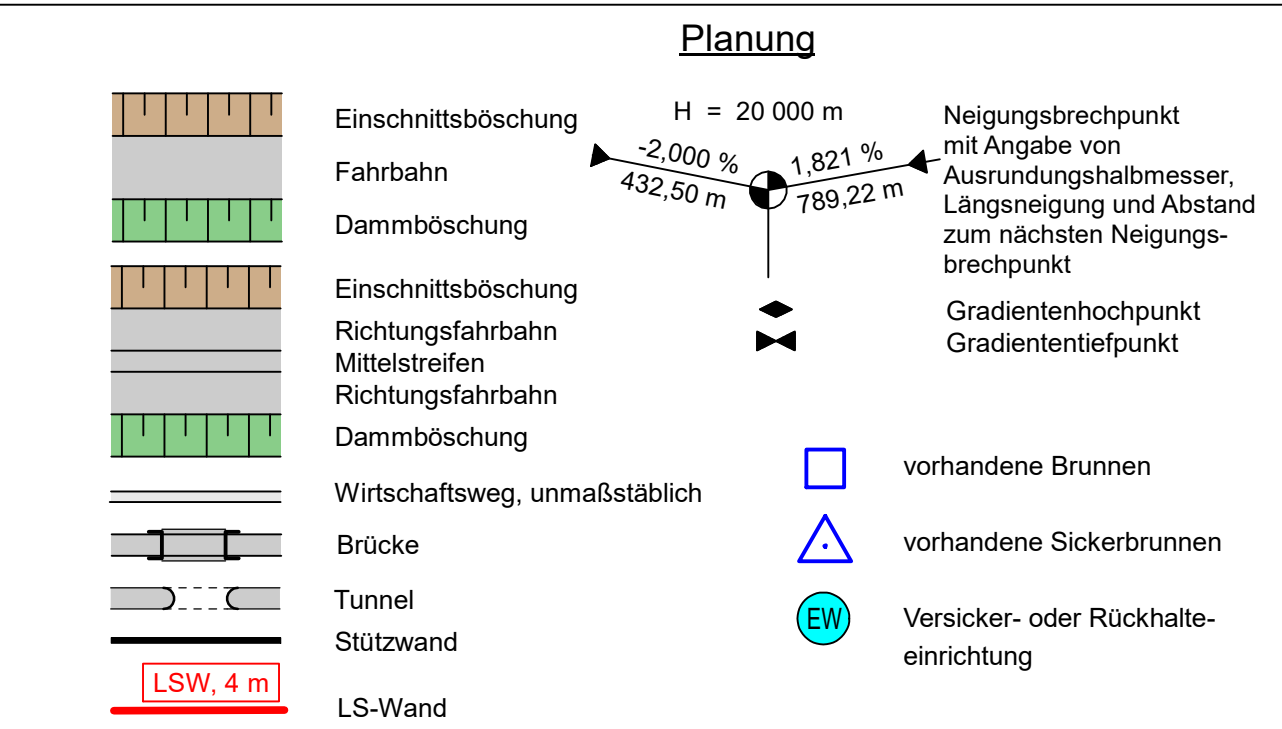 Planung
Einschnittsböschung
Fahrbahn
Dammböschung
Einschnittsböschung
Richtungsfahrbahn
Mittelstreifen
Richtungsfahrbahn
Dammböschung
Wirtschaftsweg, unmaßstäblich
Brücke
Tunnel
Stützwand
LSW, 4 m
LS-Wand
H = 20 000 m
-2,000 %
432,50 m
1,821 %
789,22 m
Neigungsbrechpunkt
mit Angabe von
Ausrundungshalbmesser,
Längsneigung und Abstand
zum nächsten Neigungs-
brechpunkt
Gradientenhochpunkt
Gradiententiefpunkt
vorhandene Brunnen
vorhandene Sickerbrunnen
EW
Versicker- oder Rückhalte-
einrichtung